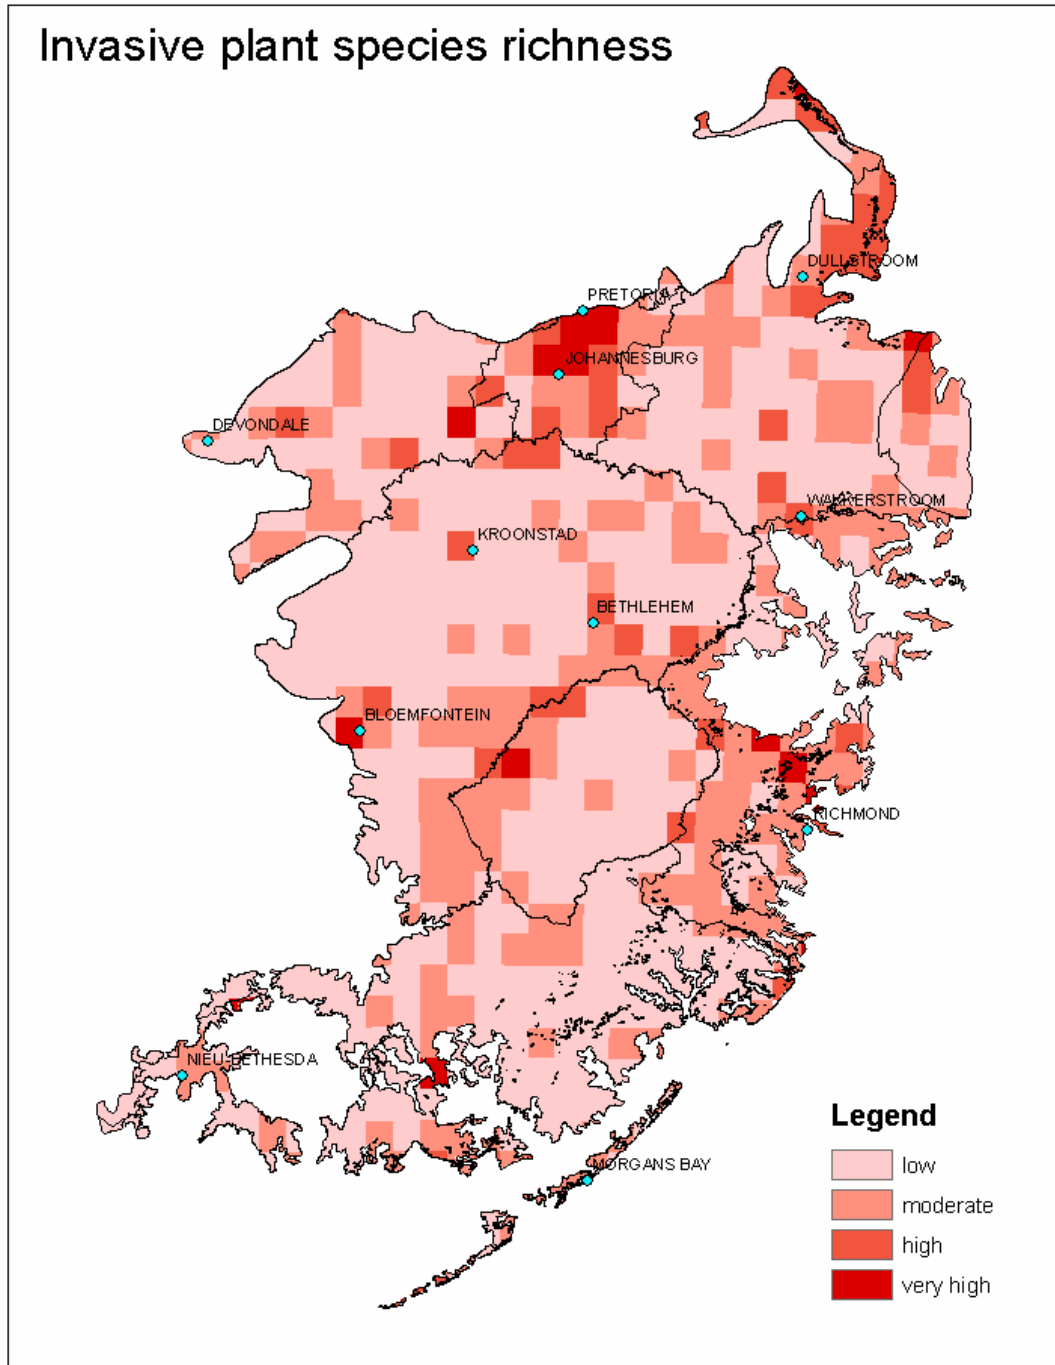 Invasive plant species richness
DULLSTROOM
PRETORIA
JOHANNESBURG
DEVONDALE
WAKKERSTROOM
KROONSTAD
BETHLEHEM
BLOEMFONTEIN
RICHMOND
NIEU-BETHESDA
MORGANS BAY
Legend
low
moderate
high
very high